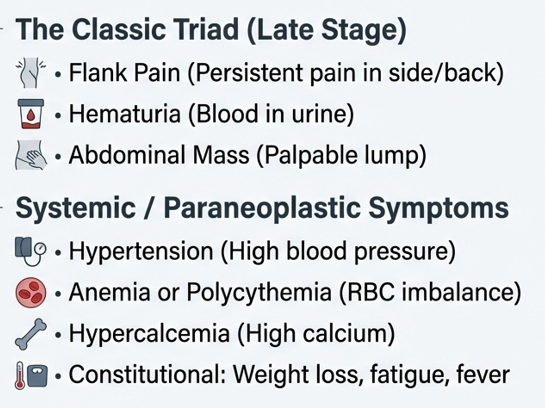 The Classic Triad (Late Stage)
• Flank Pain (Persistent pain in side/back)
• Hematuria (Blood in urine)
• Abdominal Mass (Palpable lump)
Systemic / Paraneoplastic Symptoms
• Hypertension (High blood pressure)
• Anemia or Polycythemia (RBC imbalance)
• Hypercalcemia (High calcium)
• Constitutional: Weight loss, fatigue, fever